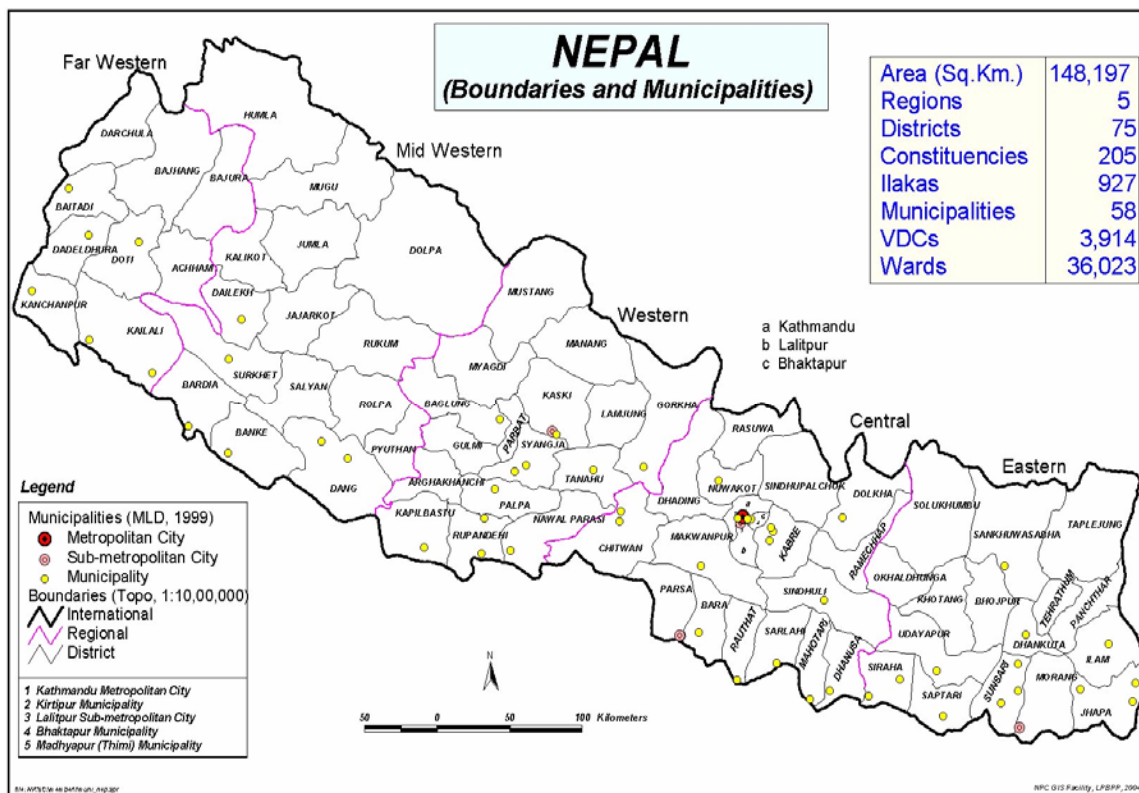 NEPAL
(Boundaries and Municipalities)
Area (Sq.Km.) 148,197
Regions 5
Districts 75
Constituencies 205
Ilakas 927
Municipalities 58
VDCs 3,914
Wards 36,023
Far Western
Mid Western
Western
Central
Eastern
a Kathmandu
b Lalitpur
c Bhaktapur
HUMLA
DARCHULA
BAJHANG
BAJURA
MUGU
BAITADI
DADELDHURA
DOTI
ACHHAM
KALIKOT
JUMLA
DOLPA
KANCHANPUR
KAILALI
DAILEKH
JAJARKOT
RUKUM
MUSTANG
MANANG
MYAGDI
BARDIA
SURKHET
SALYAN
ROLPA
BAGLUNG
PARBAT
KASKI
LAMJUNG
GORKHA
BANKE
DANG
PYUTHAN
GULMI
SYANGJA
TANAHU
ARGHAKHANCHI
PALPA
KAPILBASTU
RUPANDEHI
NAWAL PARASI
CHITWAN
RASUWA
NUWAKOT
SINDHUPALCHOK
DHADING
DOLKHA
MAKWANPUR
KABRE
RAMECHHAP
SOLUKHUMBU
SANKHUWASABHA
TAPLEJUNG
OKHALDHUNGA
KHOTANG
BHOJPUR
TEHRATHUM
PANCHTHAR
PARSA
BARA
RAUTHAT
SARLAHI
SINDHULI
MAHOTARI
DHANUSA
UDAYAPUR
DHANKUTA
ILAM
SIRAHA
SAPTARI
SUNSARI
MORANG
JHAPA
a
b
c
Legend
Municipalities (MLD, 1999)
Metropolitan City
Sub-metropolitan City
Municipality
Boundaries (Topo, 1:10,00,000)
International
Regional
District
1 Kathmandu Metropolitan City
2 Kirtipur Municipality
3 Lalitpur Sub-metropolitan City
4 Bhaktapur Municipality
5 Madhyapur (Thimi) Municipality
N
50 0 50 100 Kilometers
NPC GIS Facility, LPBPP, 2004